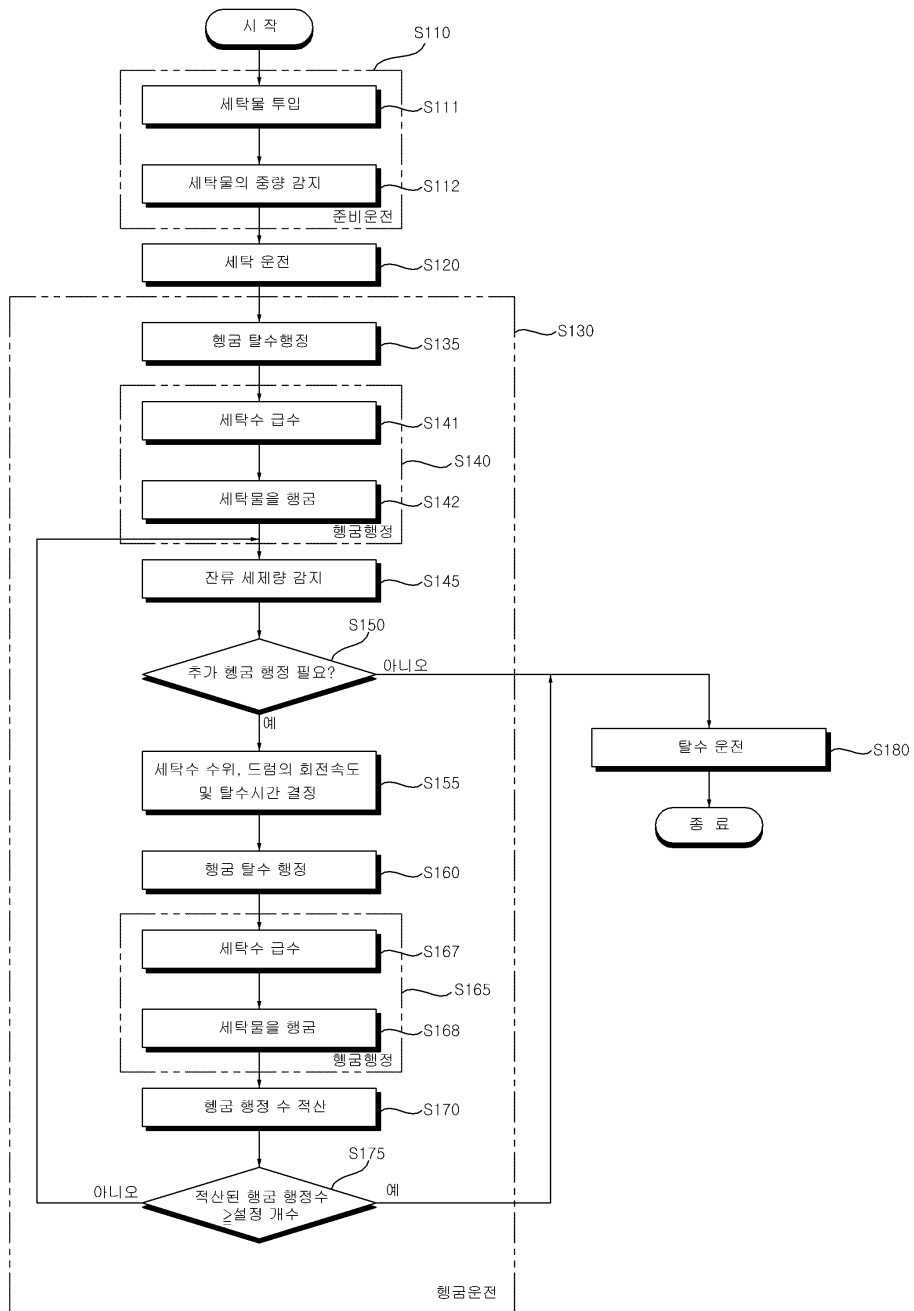 시 작
S110
세탁물 투입
S111
세탁물의 중량 감지
S112
준비운전
세탁 운전
S120
S130
헹굼 탈수행정
S135
세탁수 급수
S141
S140
세탁물을 행굼
S142
헹굼행정
잔류 세제량 감지
S145
S150
추가 헹굼 행정 필요?
아니오
예
탈수 운전
S180
종 료
세탁수 수위, 드럼의 회전속도
및 탈수시간 결정
S155
행굼 탈수 행정
S160
세탁수 급수
S167
S165
세탁물을 행굼
S168
헹굼행정
헹굼 행정 수 적산
S170
S175
아니오
적산된 행굼 행정수
≧설정 개수
예
행굼운전